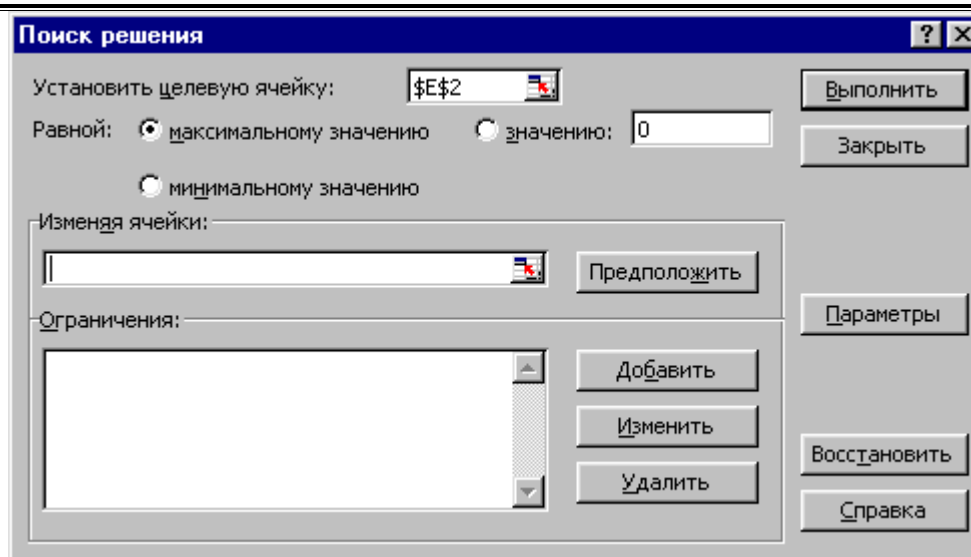 Поиск решения
Установить целевую ячейку: $E$2
Выполнить
Равной: максимальному значению значению: 0
Закрыть
минимальному значению
Изменяя ячейки:
Предположить
Параметры
Ограничения:
Добавить
Изменить
Восстановить
Удалить
Справка